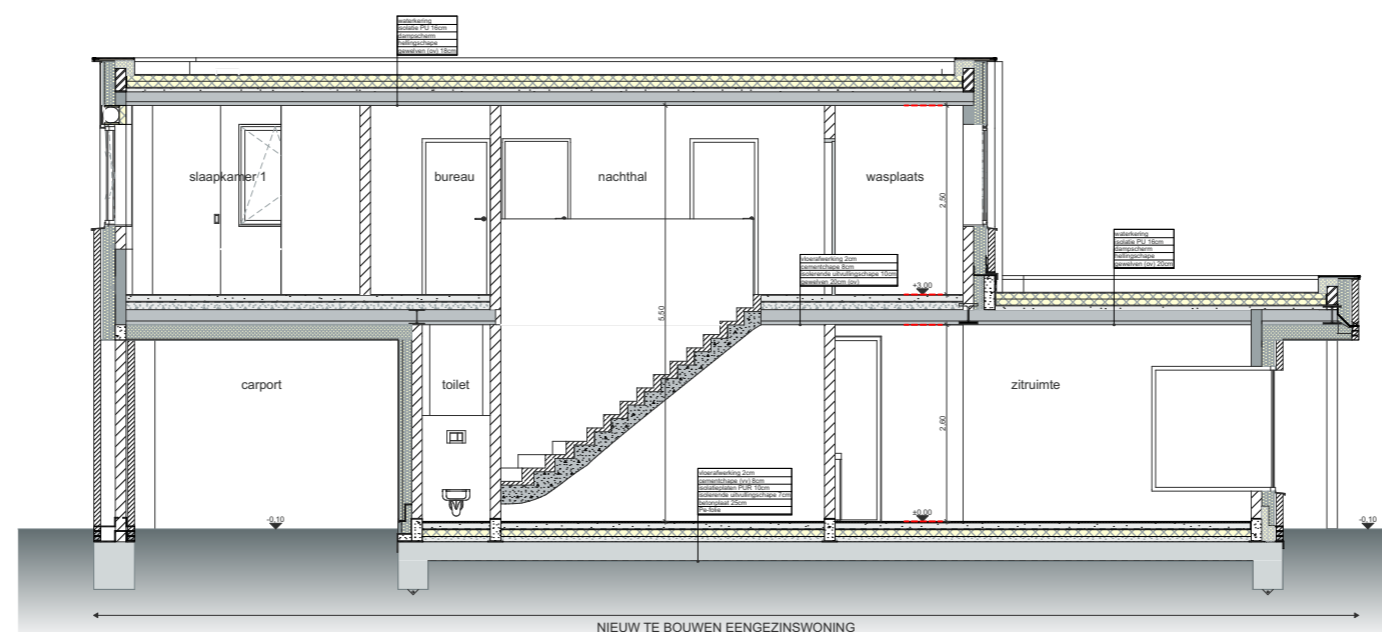 waterkering
isolatie PU 16cm
dampscherm
hellingschape
gewelven (ov) 18cm
slaapkamer 1
bureau
nachthal
wasplaats
2,50
waterkering
isolatie PU 16cm
dampscherm
hellingschape
gewelven (ov) 20cm
vloerafwerking 2cm
cementchape 8cm
isolerende uitvullingschape 10cm
gewelven 20cm (ov)
+3,00
5,50
carport
toilet
zitruimte
2,60
vloerafwerking 2cm
cementchape (vv) 8cm
isolatieplaten PUR 10cm
isolerende uitvullingschape 7cm
betonplaat 25cm
Pe-folie
-0,10
±0,00
-0,10
NIEUW TE BOUWEN EENGEZINSWONING